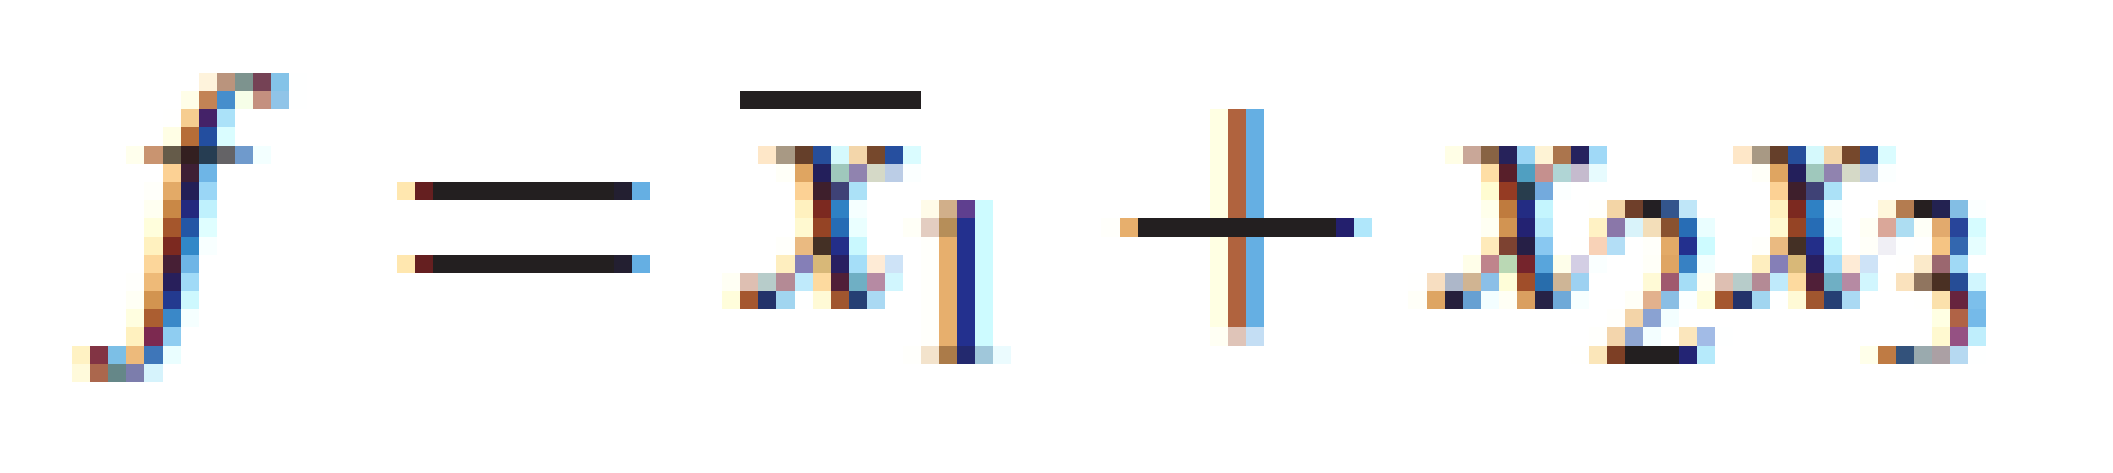 f = x̅₁ + x₂x₃